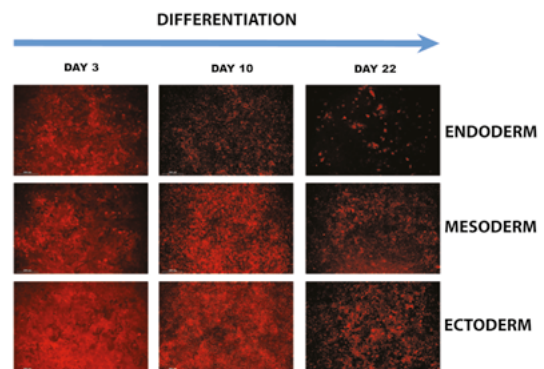 DIFFERENTIATION
DAY 3 DAY 10 DAY 22
ENDODERM
MESODERM
ECTODERM